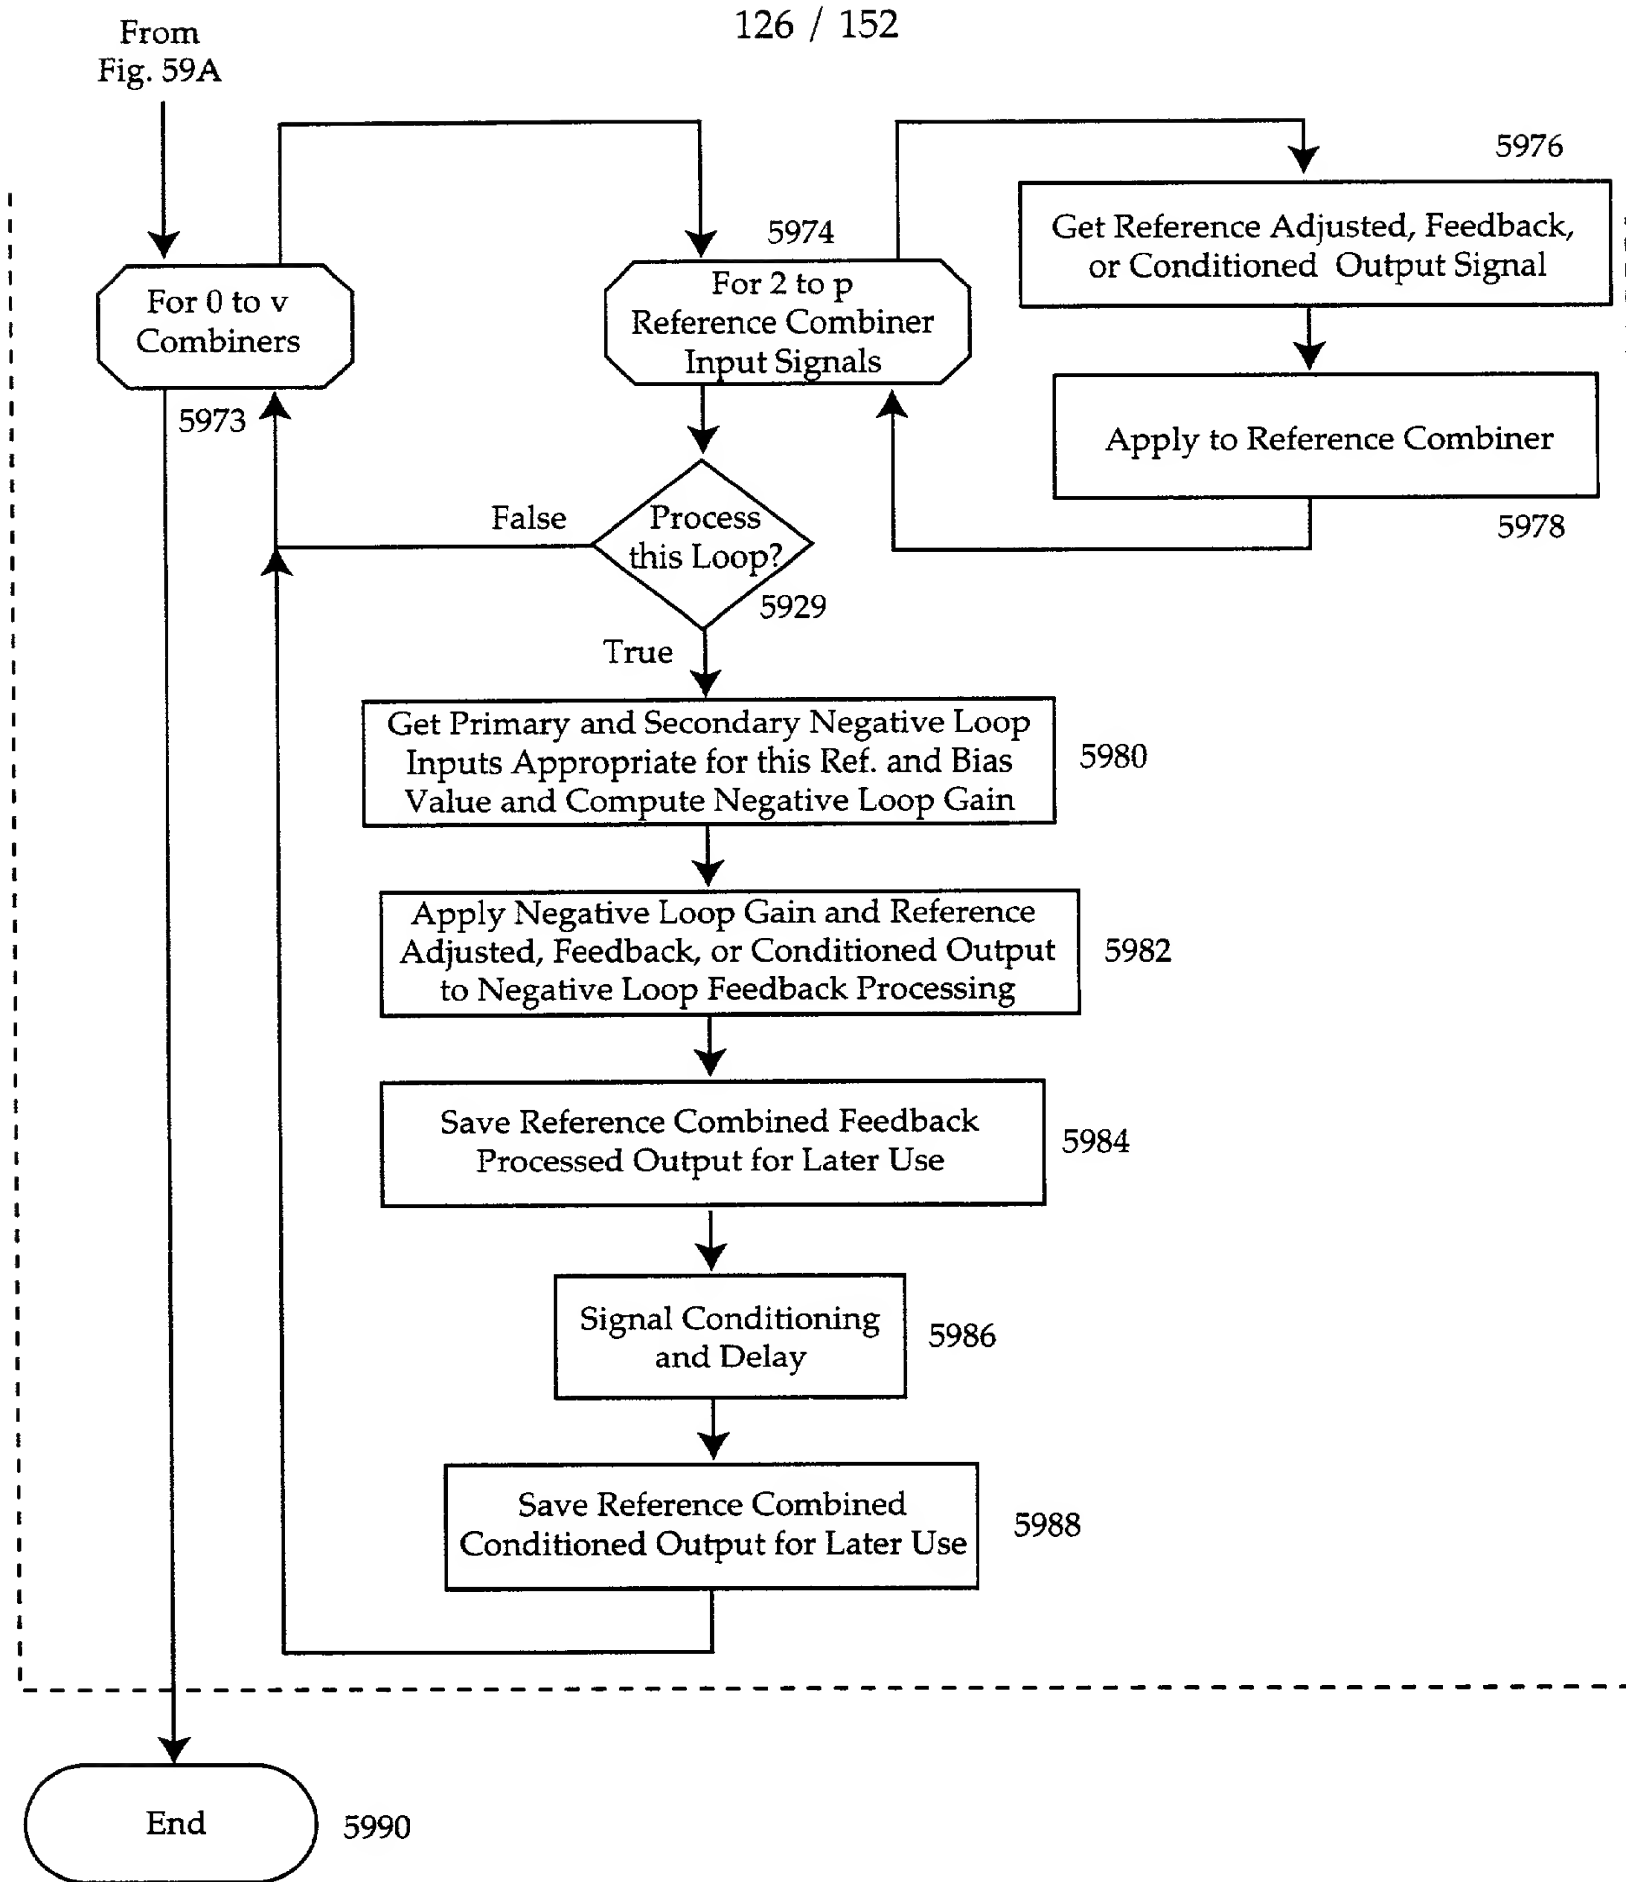 126 / 152
From
Fig. 59A
5976
Get Reference Adjusted, Feedback,
or Conditioned Output Signal
5974
For 0 to v
Combiners
5973
For 2 to p
Reference Combiner
Input Signals
Apply to Reference Combiner
5978
False
Process
this Loop?
5929
True
Get Primary and Secondary Negative Loop
Inputs Appropriate for this Ref. and Bias
Value and Compute Negative Loop Gain
5980
Apply Negative Loop Gain and Reference
Adjusted, Feedback, or Conditioned Output
to Negative Loop Feedback Processing
5982
Save Reference Combined Feedback
Processed Output for Later Use
5984
Signal Conditioning
and Delay
5986
Save Reference Combined
Conditioned Output for Later Use
5988
End
5990